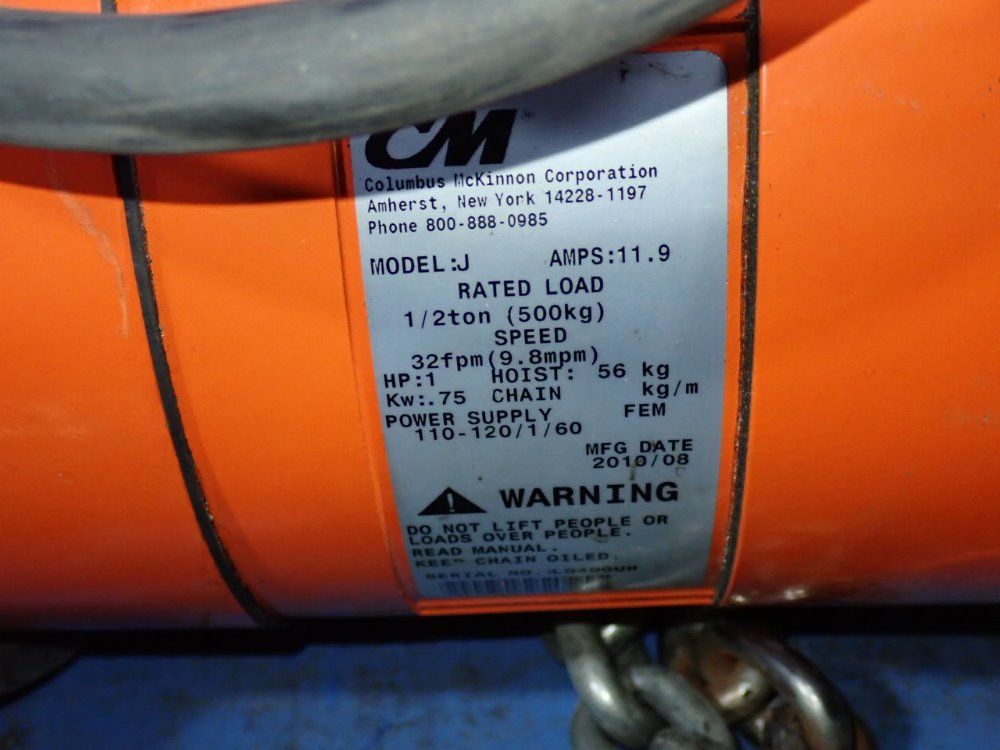 CM®
Columbus McKinnon Corporation
Amherst, New York 14228-1197
Phone 800-888-0985
MODEL:J AMPS:11.9
RATED LOAD
1/2ton (500kg)
SPEED
32fpm(9.8mpm)
HP:1 HOIST: 56 kg
Kw:.75 CHAIN kg/m
POWER SUPPLY FEM
110-120/1/60
MFG DATE
2010/08
WARNING
DO NOT LIFT PEOPLE OR
LOADS OVER PEOPLE.
READ MANUAL.
KEEP CHAIN OILED.
SERIAL NO.